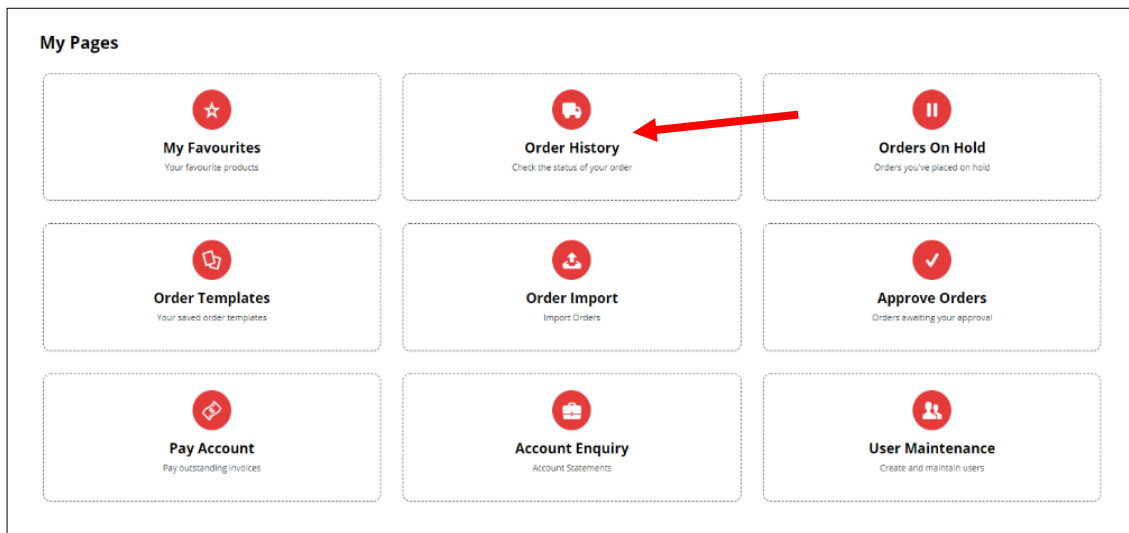 My Pages
My Favourites
Your favourite products
Order History
Check the status of your order
Orders On Hold
Orders you've placed on hold
Order Templates
Your saved order templates
Order Import
Import Orders
Approve Orders
Orders awaiting your approval
Pay Account
Pay outstanding invoices
Account Enquiry
Account Statements
User Maintenance
Create and maintain users